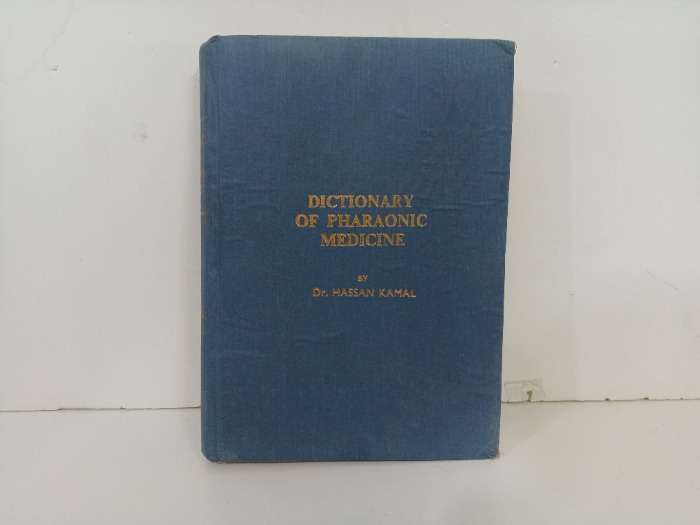 DICTIONARY
OF PHARAONIC
MEDICINE
BY
Dr. HASSAN KAMAL